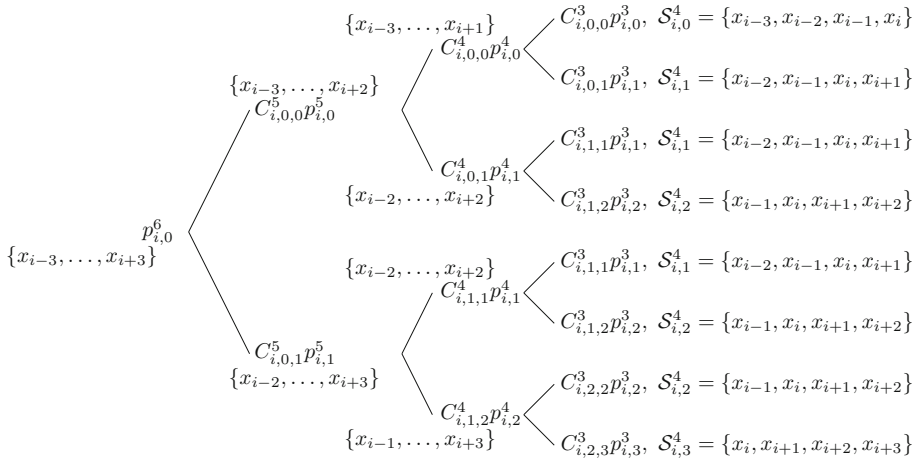 {x_{i−3}, . . . , x_{i+1}}
C^3_{i,0,0}p^3_{i,0}, S^4_{i,0} = {x_{i−3}, x_{i−2}, x_{i−1}, x_i}
C^4_{i,0,0}p^4_{i,0}
C^3_{i,0,1}p^3_{i,1}, S^4_{i,1} = {x_{i−2}, x_{i−1}, x_i, x_{i+1}}
{x_{i−3}, . . . , x_{i+2}}
C^5_{i,0,0}p^5_{i,0}
C^3_{i,1,1}p^3_{i,1}, S^4_{i,1} = {x_{i−2}, x_{i−1}, x_i, x_{i+1}}
C^4_{i,0,1}p^4_{i,1}
{x_{i−2}, . . . , x_{i+2}}
C^3_{i,1,2}p^3_{i,2}, S^4_{i,2} = {x_{i−1}, x_i, x_{i+1}, x_{i+2}}
p^6_{i,0}
{x_{i−3}, . . . , x_{i+3}}
{x_{i−2}, . . . , x_{i+2}}
C^3_{i,1,1}p^3_{i,1}, S^4_{i,1} = {x_{i−2}, x_{i−1}, x_i, x_{i+1}}
C^4_{i,1,1}p^4_{i,1}
C^3_{i,1,2}p^3_{i,2}, S^4_{i,2} = {x_{i−1}, x_i, x_{i+1}, x_{i+2}}
C^5_{i,0,1}p^5_{i,1}
{x_{i−2}, . . . , x_{i+3}}
C^3_{i,2,2}p^3_{i,2}, S^4_{i,2} = {x_{i−1}, x_i, x_{i+1}, x_{i+2}}
C^4_{i,1,2}p^4_{i,2}
{x_{i−1}, . . . , x_{i+3}}
C^3_{i,2,3}p^3_{i,3}, S^4_{i,3} = {x_i, x_{i+1}, x_{i+2}, x_{i+3}}